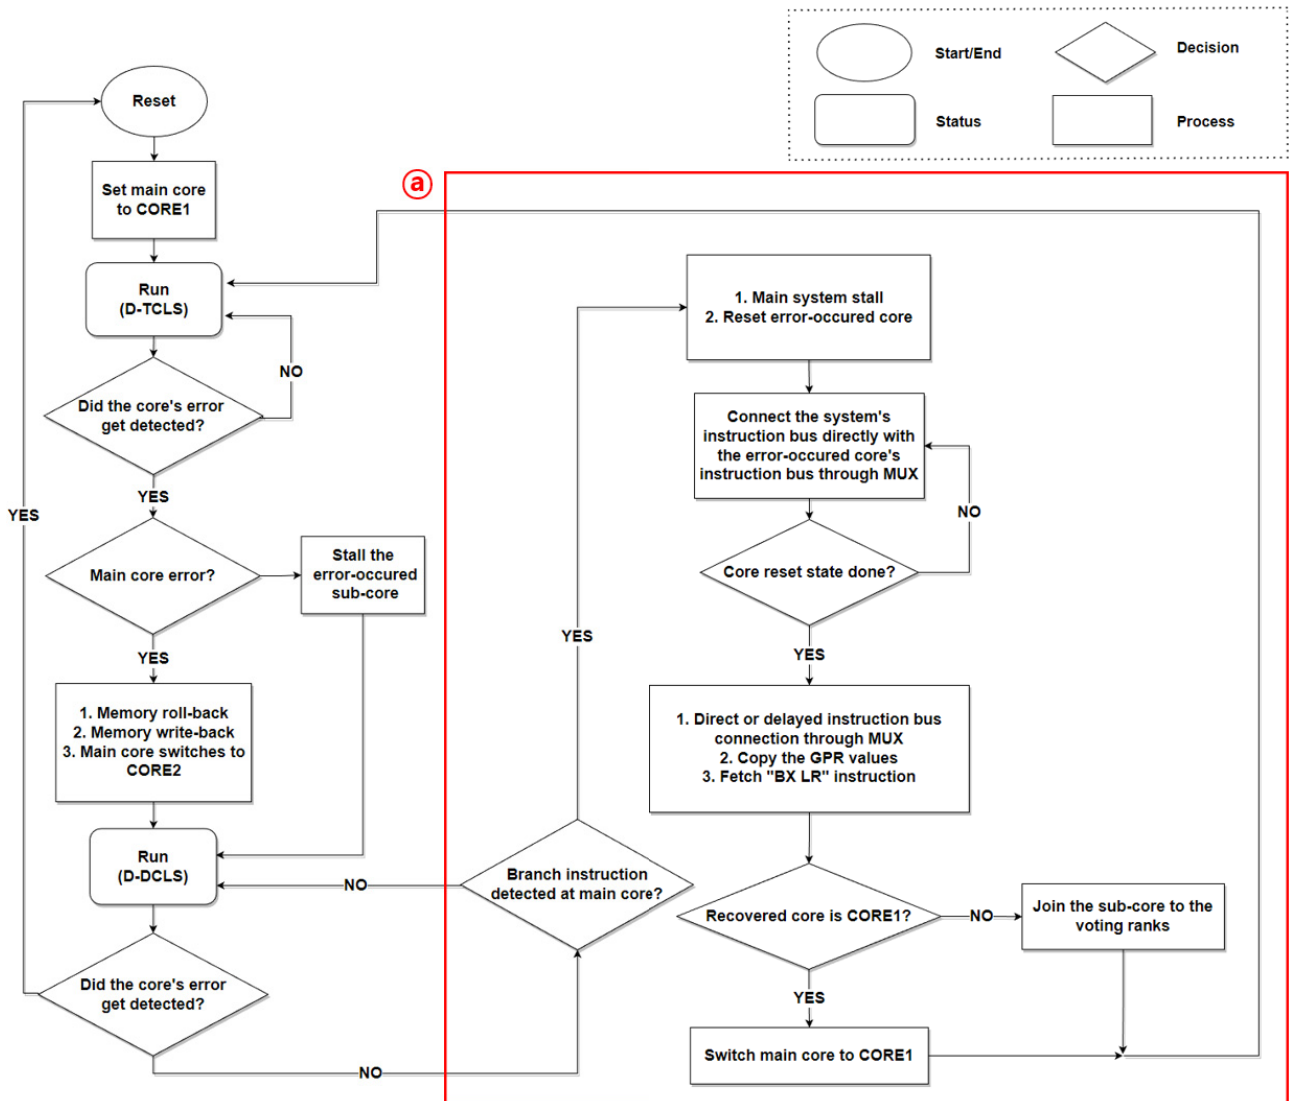 Start/End
Decision
Status
Process
Reset
Set main core
to CORE1
Run
(D-TCLS)
NO
Did the core's error
get detected?
YES
YES
Main core error?
Stall the
error-occured
sub-core
YES
1. Memory roll-back
2. Memory write-back
3. Main core switches to
CORE2
Run
(D-DCLS)
Did the core's error
get detected?
NO
ⓐ
1. Main system stall
2. Reset error-occured core
Connect the system's
instruction bus directly with
the error-occured core's
instruction bus through MUX
NO
Core reset state done?
YES
YES
1. Direct or delayed instruction bus
connection through MUX
2. Copy the GPR values
3. Fetch "BX LR" instruction
Branch instruction
detected at main core?
NO
Recovered core is CORE1?
NO
Join the sub-core to the
voting ranks
YES
Switch main core to CORE1